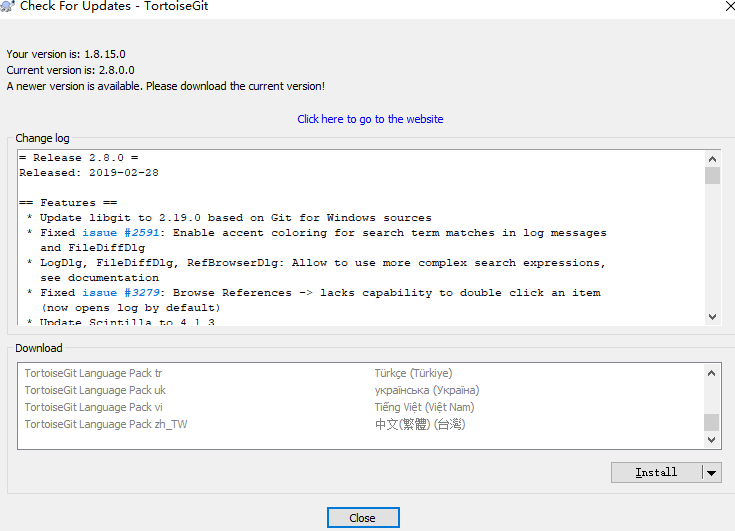 Check For Updates - TortoiseGit
Your version is: 1.8.15.0
Current version is: 2.8.0.0
A newer version is available. Please download the current version!
Click here to go to the website
Change log
= Release 2.8.0 =
Released: 2019-02-28
== Features ==
* Update libgit to 2.19.0 based on Git for Windows sources
* Fixed issue #2591: Enable accent coloring for search term matches in log messages
and FileDiffDlg
* LogDlg, FileDiffDlg, RefBrowserDlg: Allow to use more complex search expressions,
see documentation
* Fixed issue #3279: Browse References -> lacks capability to double click an item
(now opens log by default)
* Update Scintilla to 4.1.3
Download
TortoiseGit Language Pack tr Türkçe (Türkiye)
TortoiseGit Language Pack uk українська (Україна)
TortoiseGit Language Pack vi Tiếng Việt (Việt Nam)
TortoiseGit Language Pack zh_TW 中文(繁體) (台灣)
Install
Close